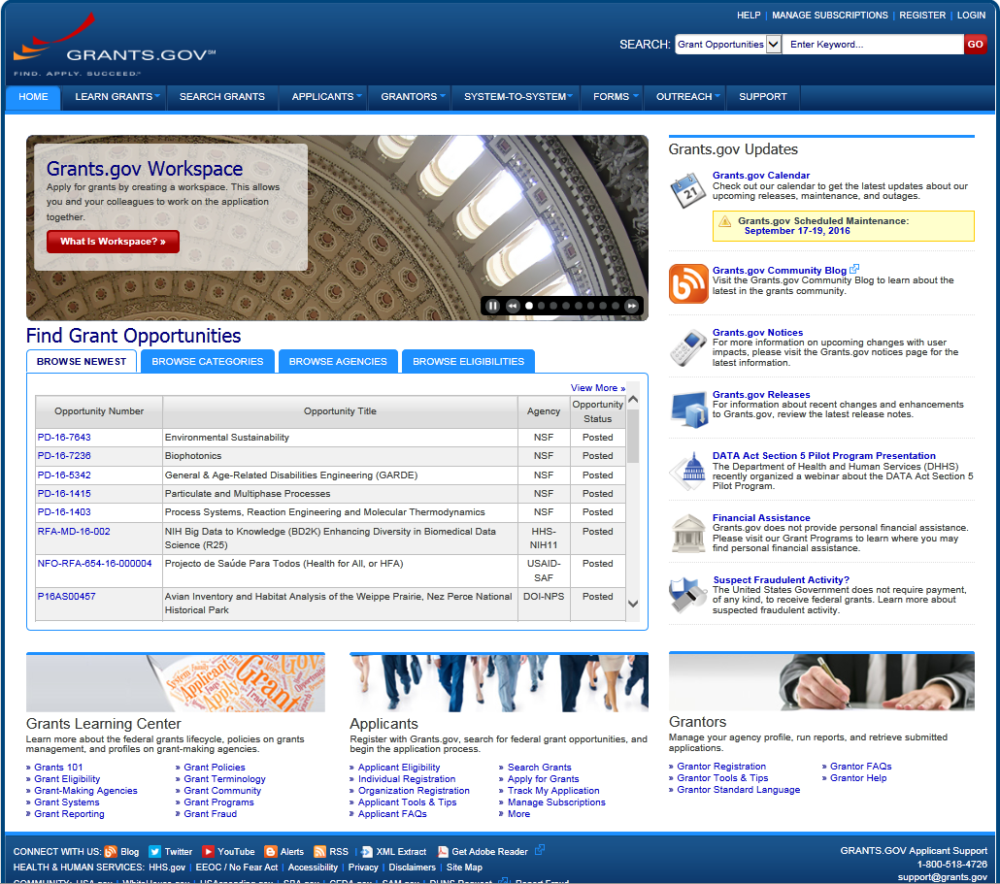 HELP | MANAGE SUBSCRIPTIONS | REGISTER | LOGIN
GRANTS.GOV℠
FIND. APPLY. SUCCEED.℠
SEARCH: Grant Opportunities Enter Keyword... GO
HOME LEARN GRANTS SEARCH GRANTS APPLICANTS GRANTORS SYSTEM-TO-SYSTEM FORMS OUTREACH SUPPORT
Grants.gov Workspace
Apply for grants by creating a workspace. This allows
you and your colleagues to work on the application
together.
What Is Workspace? »
Find Grant Opportunities
BROWSE NEWEST BROWSE CATEGORIES BROWSE AGENCIES BROWSE ELIGIBILITIES
View More »
Opportunity Number Opportunity Title Agency Opportunity
Status
PD-16-7643 Environmental Sustainability NSF Posted
PD-16-7236 Biophotonics NSF Posted
PD-16-5342 General & Age-Related Disabilities Engineering (GARDE) NSF Posted
PD-16-1415 Particulate and Multiphase Processes NSF Posted
PD-16-1403 Process Systems, Reaction Engineering and Molecular Thermodynamics NSF Posted
RFA-MD-16-002 NIH Big Data to Knowledge (BD2K) Enhancing Diversity in Biomedical Data HHS- Posted
Science (R25) NIH11
NFO-RFA-654-16-000004 Projecto de Saúde Para Todos (Health for All, or HFA) USAID- Posted
SAF
P16AS00457 Avian Inventory and Habitat Analysis of the Weippe Prairie, Nez Perce National DOI-NPS Posted
Historical Park
Grants.gov Updates
21
Grants.gov Calendar
Check out our calendar to get the latest updates about our
upcoming releases, maintenance, and outages.
Grants.gov Scheduled Maintenance:
September 17-19, 2016
Grants.gov Community Blog
Visit the Grants.gov Community Blog to learn about the
latest in the grants community.
Grants.gov Notices
For more information on upcoming changes with user
impacts, please visit the Grants.gov notices page for the
latest information.
Grants.gov Releases
For information about recent changes and enhancements
to Grants.gov, review the latest release notes.
DATA Act Section 5 Pilot Program Presentation
The Department of Health and Human Services (DHHS)
recently organized a webinar about the DATA Act Section 5
Pilot Program.
Financial Assistance
Grants.gov does not provide personal financial assistance.
Please visit our Grant Programs to learn where you may
find personal financial assistance.
Suspect Fraudulent Activity?
The United States Government does not require payment,
of any kind, to receive federal grants. Learn more about
suspected fraudulent activity.
Grants Learning Center
Learn more about the federal grants lifecycle, policies on grants
management, and profiles on grant-making agencies.
» Grants 101 » Grant Policies
» Grant Eligibility » Grant Terminology
» Grant-Making Agencies » Grant Community
» Grant Systems » Grant Programs
» Grant Reporting » Grant Fraud
Applicants
Register with Grants.gov, search for federal grant opportunities, and
begin the application process.
» Applicant Eligibility » Search Grants
» Individual Registration » Apply for Grants
» Organization Registration » Track My Application
» Applicant Tools & Tips » Manage Subscriptions
» Applicant FAQs » More
Grantors
Manage your agency profile, run reports, and retrieve submitted
applications.
» Grantor Registration » Grantor FAQs
» Grantor Tools & Tips » Grantor Help
» Grantor Standard Language
CONNECT WITH US: Blog Twitter YouTube Alerts RSS | XML Extract Get Adobe Reader
HEALTH & HUMAN SERVICES: HHS.gov | EEOC / No Fear Act | Accessibility | Privacy | Disclaimers | Site Map
COMMUNITY: USA.gov | WhiteHouse.gov | USAspending.gov | SBA.gov | CFDA.gov | SAM.gov | DUNS Request | Report Fraud
GRANTS.GOV Applicant Support
1-800-518-4726
support@grants.gov